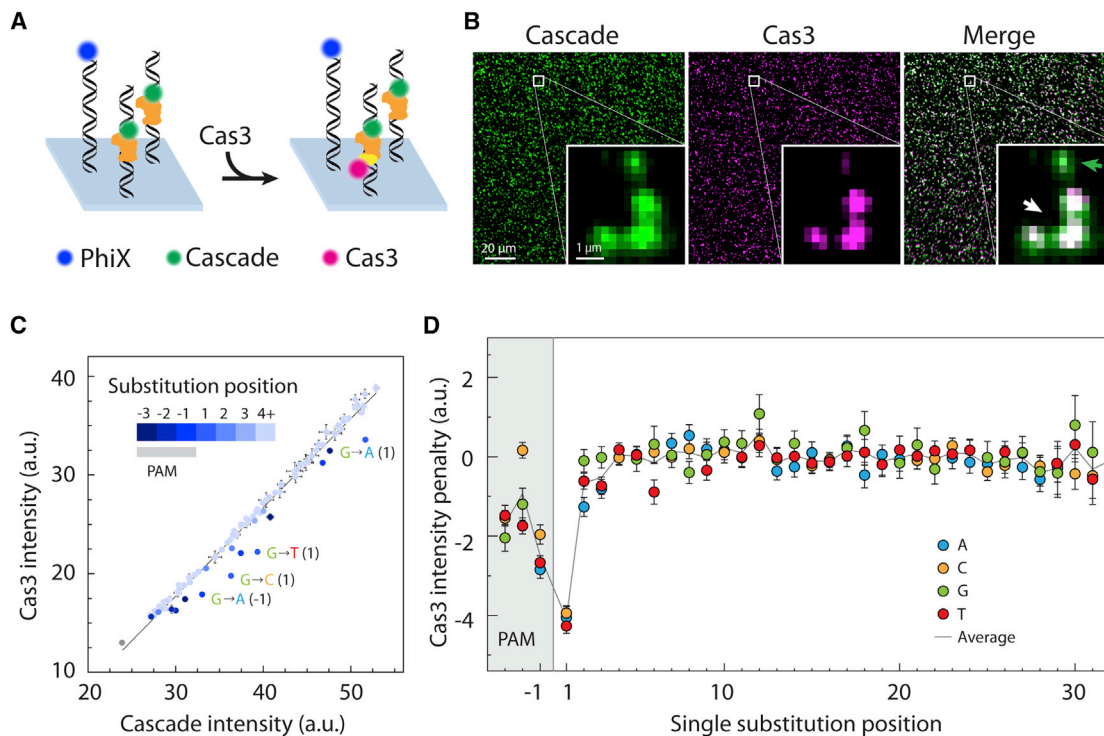 A
Cas3
PhiX
Cascade
Cas3
B
Cascade
Cas3
Merge
20 μm
1 μm
C
Cas3 intensity (a.u.)
40
30
20
10
Substitution position
-3 -2 -1 1 2 3 4+
PAM
G→A (1)
G→T (1)
G→C (1)
G→A (-1)
20 30 40 50
Cascade intensity (a.u.)
D
Cas3 intensity penalty (a.u.)
2
0
-2
-4
PAM
A
C
G
T
Average
-1 1 10 20 30
Single substitution position